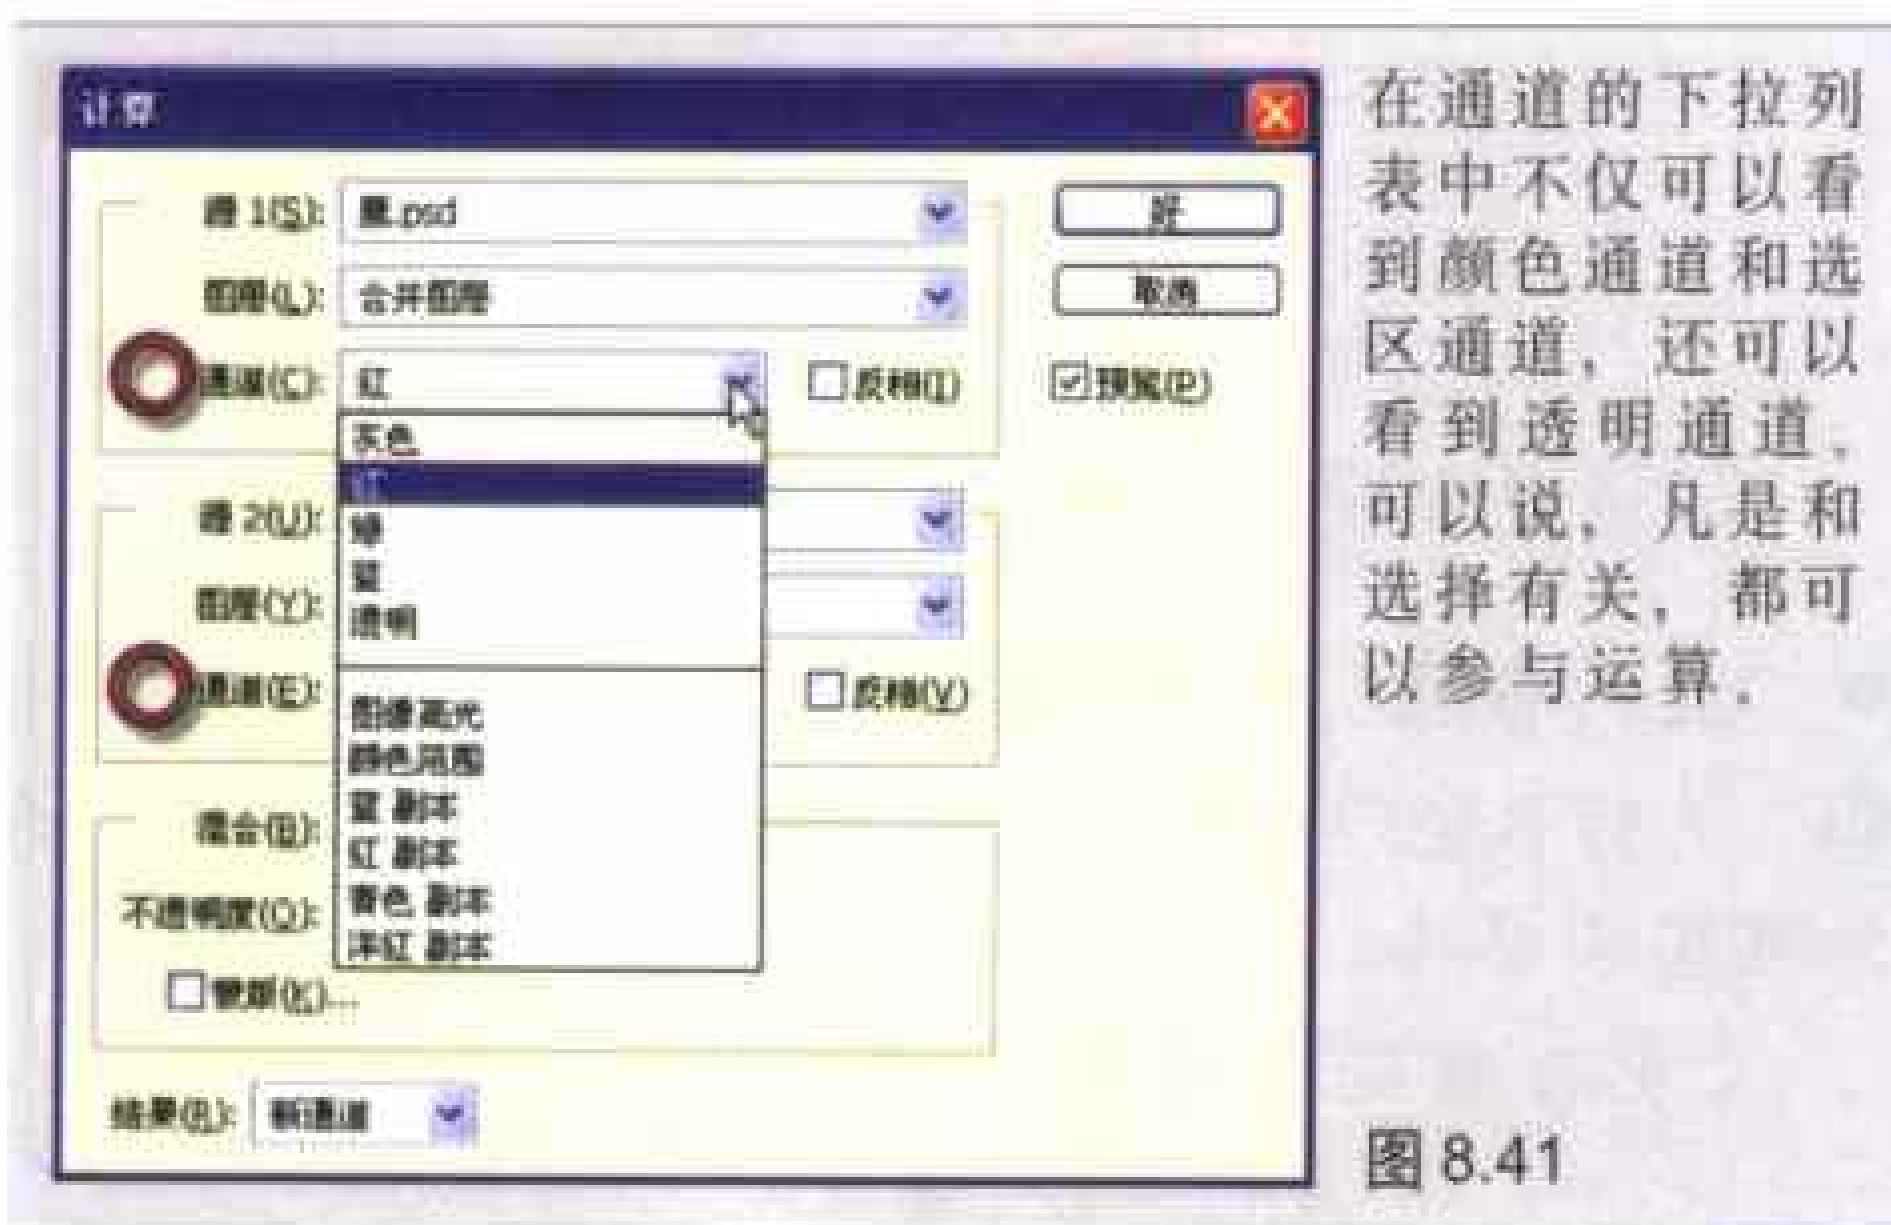 计算
源 1(S):
.psd
好
图层(L):
合并图层
取消
通道(C):
红
反相(I)
预览(P)
灰色
红
源 2(U):
绿
蓝
图层(Y):
透明
通道(E):
反相(V)
图像高光
颜色范围
蓝 副本
混合(B):
红 副本
青色 副本
不透明度(O):
洋红 副本
蒙版(K)...
结果(R):
新通道
在通道的下拉列
表中不仅可以看
到颜色通道和选
区通道，还可以
看到透明通道。
可以说，凡是和
选择有关，都可
以参与运算。
图 8.41